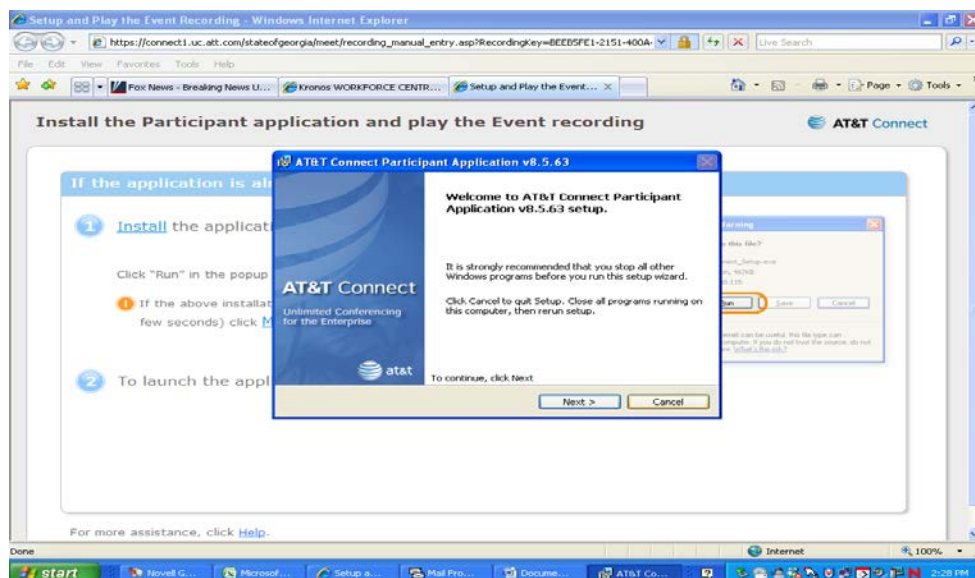 Setup and Play the Event Recording - Windows Internet Explorer
https://connect1.uc.att.com/stateofgeorgia/meet/recording_manual_entry.asp?RecordingKey=BEEB5FE1-2151-400A-
Live Search
File Edit View Favorites Tools Help
Fox News - Breaking News U... Kronos WORKFORCE CENTR... Setup and Play the Event... Page Tools
Install the Participant application and play the Event recording
AT&T Connect
If the application is al
1 Install the applicati
Click "Run" in the popup
If the above installat
few seconds) click M
2 To launch the appl
AT&T Connect Participant Application v8.5.63
Welcome to AT&T Connect Participant
Application v8.5.63 setup.
It is strongly recommended that you stop all other
Windows programs before you run this setup wizard.
Click Cancel to quit Setup. Close all programs running on
this computer, then rerun setup.
To continue, click Next
AT&T Connect
Unlimited Conferencing
for the Enterprise
at&t
Next > Cancel
arning
this file?
Save Cancel
For more assistance, click Help.
Done Internet 100%
start Novell G... Microsof... Setup a... Mail Pro... Docume... AT&T Co... 2:28 PM